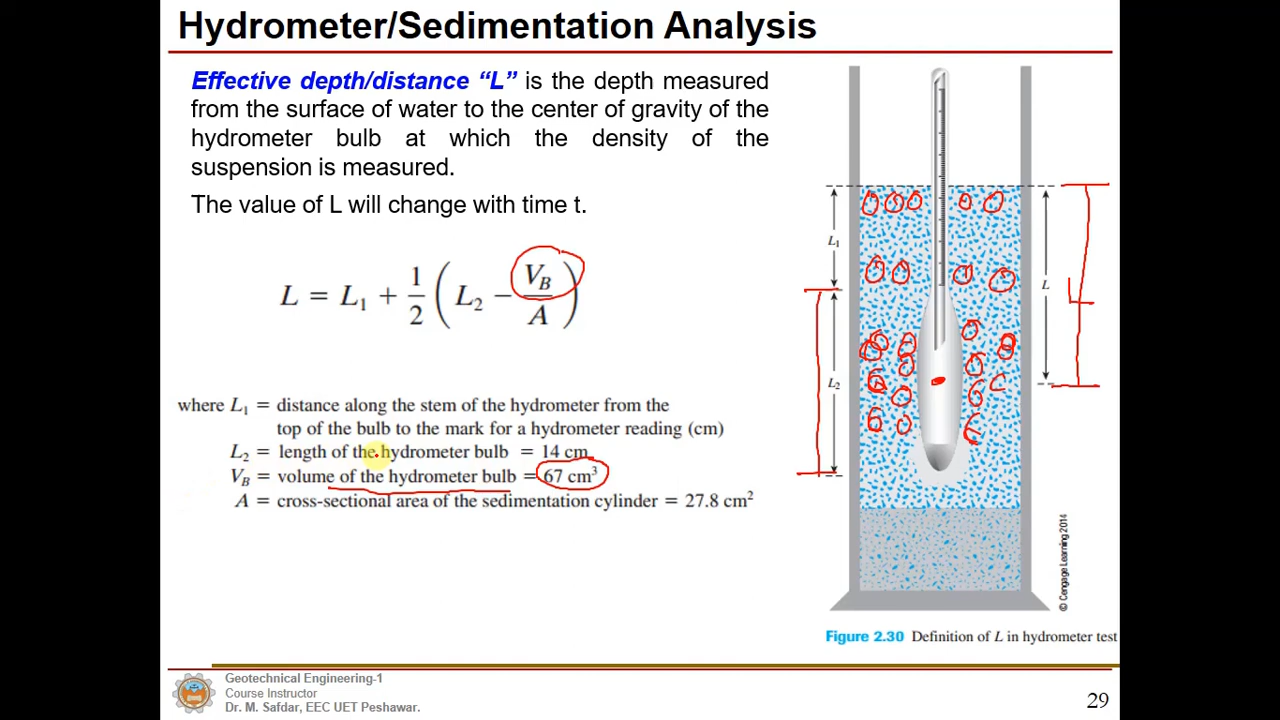 Hydrometer/Sedimentation Analysis
Effective depth/distance “L” is the depth measured
from the surface of water to the center of gravity of the
hydrometer bulb at which the density of the
suspension is measured.
The value of L will change with time t.
L = L₁ + 1/2 (L₂ − V_B/A)
where L₁ = distance along the stem of the hydrometer from the
top of the bulb to the mark for a hydrometer reading (cm)
L₂ = length of the hydrometer bulb = 14 cm
V_B = volume of the hydrometer bulb = 67 cm³
A = cross-sectional area of the sedimentation cylinder = 27.8 cm²
L₁
L
L
L₂
© Cengage Learning 2014
Figure 2.30 Definition of L in hydrometer test
Geotechnical Engineering-1
Course Instructor
Dr. M. Safdar, EEC UET Peshawar.
29